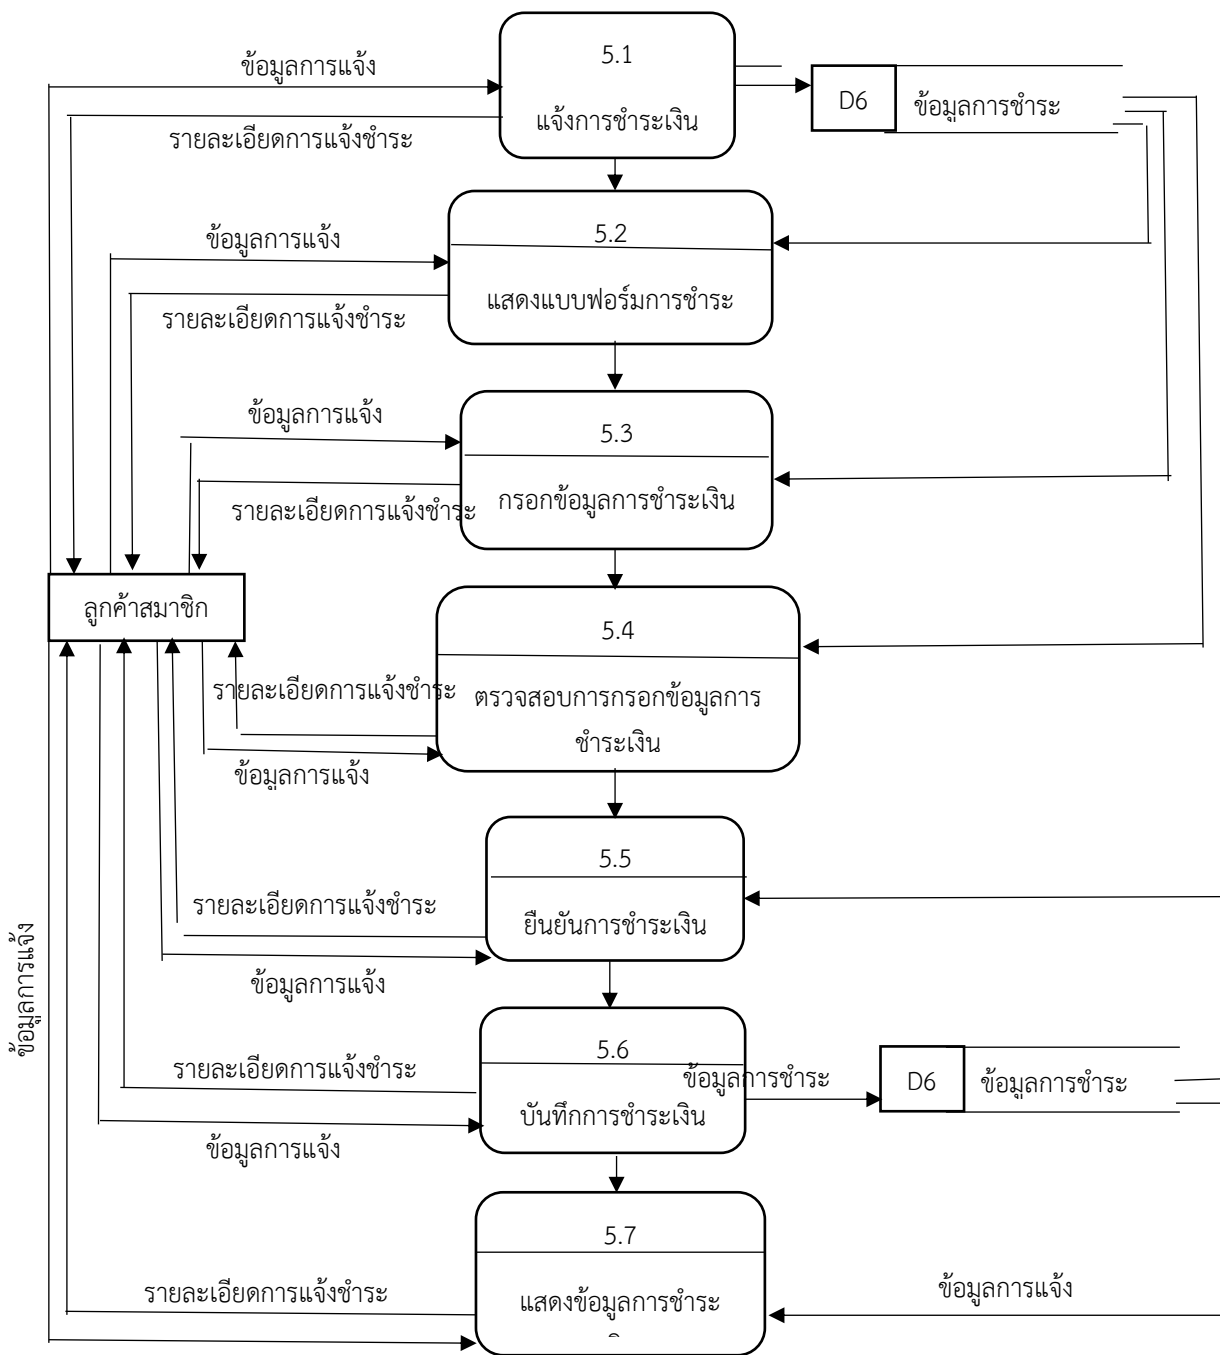 5.1
ข้อมูลการแจ้ง
แจ้งการชำระเงิน
D6
ข้อมูลการชำระ
รายละเอียดการแจ้งชำระ
5.2
ข้อมูลการแจ้ง
แสดงแบบฟอร์มการชำระ
รายละเอียดการแจ้งชำระ
ข้อมูลการแจ้ง
5.3
กรอกข้อมูลการชำระเงิน
รายละเอียดการแจ้งชำระ
ลูกค้าสมาชิก
5.4
รายละเอียดการแจ้งชำระ
ตรวจสอบการกรอกข้อมูลการ
ชำระเงิน
ข้อมูลการแจ้ง
5.5
รายละเอียดการแจ้งชำระ
ยืนยันการชำระเงิน
ข้อมูลการแจ้ง
ข้อมูลการแจ้ง
5.6
รายละเอียดการแจ้งชำระ
ข้อมูลการชำระ
D6
ข้อมูลการชำระ
บันทึกการชำระเงิน
ข้อมูลการแจ้ง
5.7
รายละเอียดการแจ้งชำระ
แสดงข้อมูลการชำระ
ข้อมูลการแจ้ง